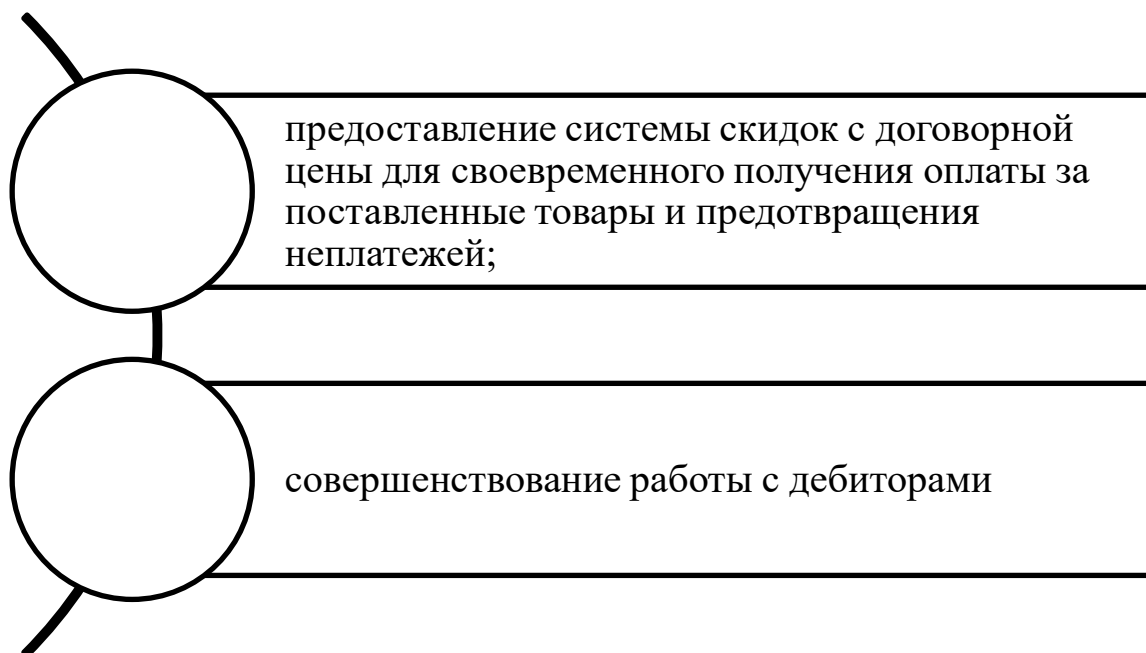 предоставление системы скидок с договорной
цены для своевременного получения оплаты за
поставленные товары и предотвращения
неплатежей;
совершенствование работы с дебиторами